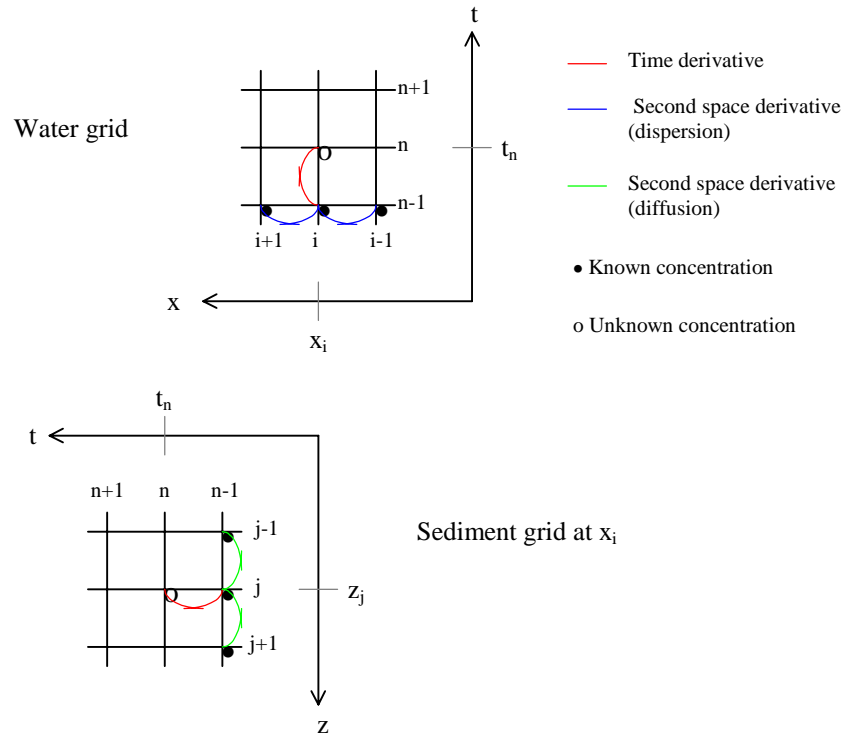 t
Water grid
n+1
n
n-1
i+1 i i-1
t_n
x
x_i
Time derivative
Second space derivative
(dispersion)
Second space derivative
(diffusion)
• Known concentration
o Unknown concentration
o
t_n
t
n+1 n n-1
j-1
j
j+1
o
z_j
z
Sediment grid at x_i